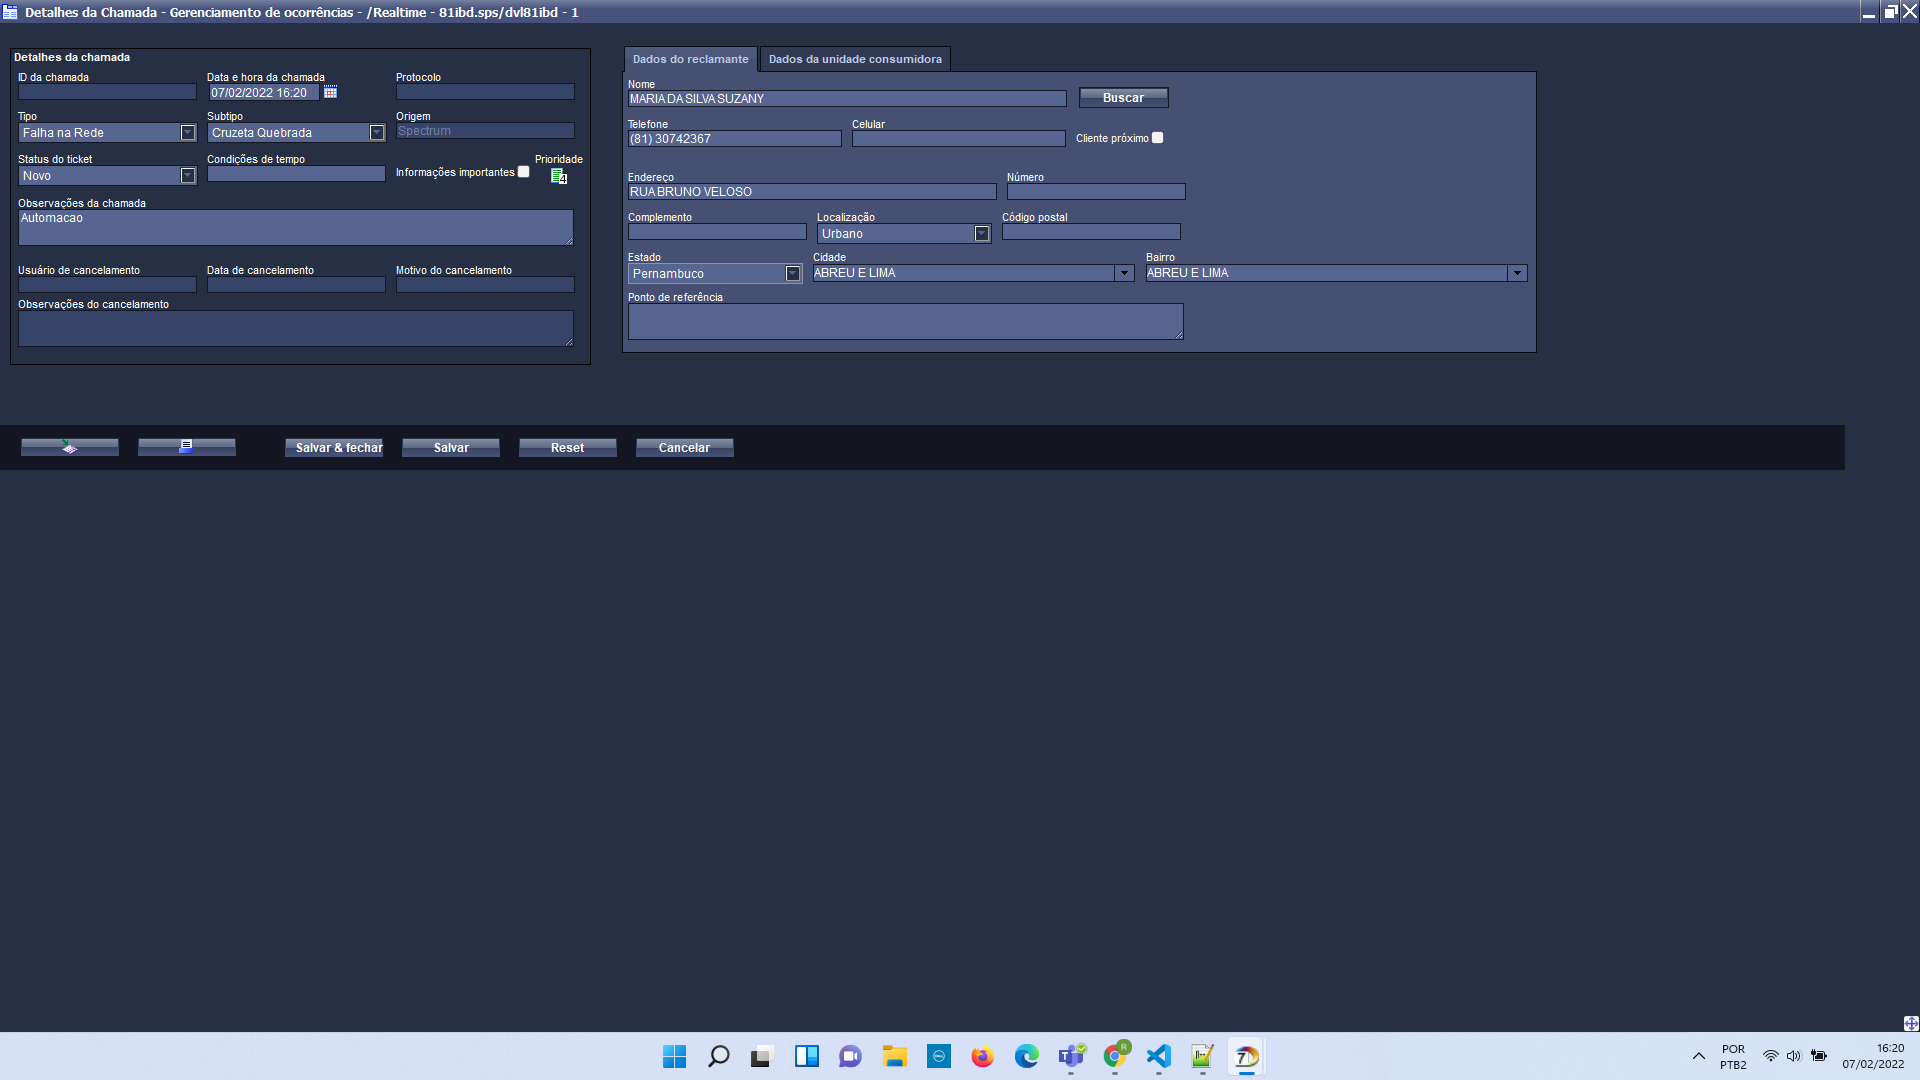 Detalhes da Chamada - Gerenciamento de ocorrências - /Realtime - 81ibd.sps/dvl81ibd - 1
Detalhes da chamada
ID da chamada
Data e hora da chamada
Protocolo
07/02/2022 16:20
Tipo
Subtipo
Origem
Falha na Rede
Cruzeta Quebrada
Spectrum
Status do ticket
Condições de tempo
Informações importantes
Prioridade
Novo
4
Observações da chamada
Automacao
Usuário de cancelamento
Data de cancelamento
Motivo do cancelamento
Observações do cancelamento
Dados do reclamante
Dados da unidade consumidora
Nome
MARIA DA SILVA SUZANY
Buscar
Telefone
Celular
(81) 30742367
Cliente próximo
Endereço
Número
RUA BRUNO VELOSO
Complemento
Localização
Código postal
Urbano
Estado
Cidade
Bairro
Pernambuco
ABREU E LIMA
ABREU E LIMA
Ponto de referência
Salvar & fechar
Salvar
Reset
Cancelar
R
7
POR
PTB2
16:20
07/02/2022